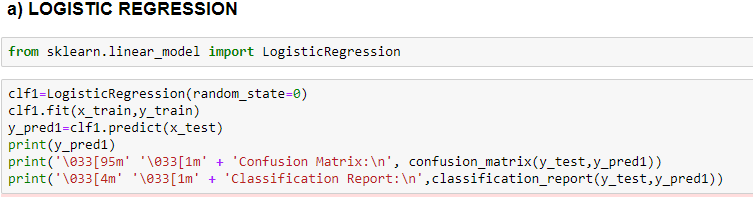 a) LOGISTIC REGRESSION
from sklearn.linear_model import LogisticRegression
clf1=LogisticRegression(random_state=0)
clf1.fit(x_train,y_train)
y_pred1=clf1.predict(x_test)
print(y_pred1)
print('\033[95m' '\033[1m' + 'Confusion Matrix:\n', confusion_matrix(y_test,y_pred1))
print('\033[4m' '\033[1m' + 'Classification Report:\n',classification_report(y_test,y_pred1))